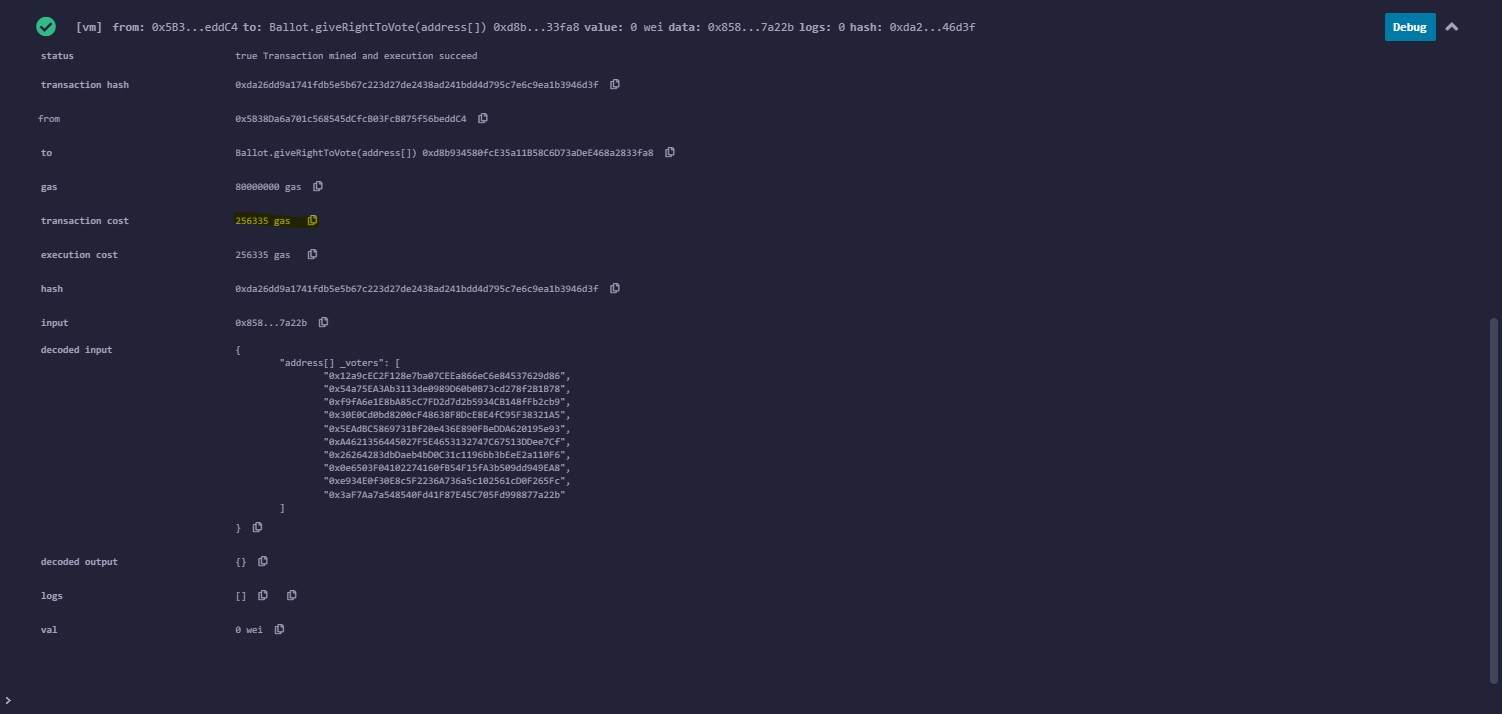 [vm] from: 0x5B3...eddC4 to: Ballot.giveRightToVote(address[]) 0xd8b...33fa8 value: 0 wei data: 0x858...7a22b logs: 0 hash: 0xda2...46d3f Debug
status true Transaction mined and execution succeed
transaction hash 0xda26dd9a1741fdb5e5b67c223d27de2438ad241bdd4d795c7e6c9ea1b3946d3f
from 0x5B38Da6a701c568545dCfcB03FcB875f56beddC4
to Ballot.giveRightToVote(address[]) 0xd8b934580fcE35a11B58C6D73aDeE468a2833fa8
gas 80000000 gas
transaction cost 256335 gas
execution cost 256335 gas
hash 0xda26dd9a1741fdb5e5b67c223d27de2438ad241bdd4d795c7e6c9ea1b3946d3f
input 0x858...7a22b
decoded input {
"address[] _voters": [
"0x12a9cEC2F128e7ba07CEEa866eC6e84537629d86",
"0x54a75EA3Ab3113de0989D60b0B73cd278f2B1B78",
"0xf9fA6e1E8bA85cC7FD2d7d2b5934CB148fFb2cb9",
"0x30E0Cd0bd8200cF48638F8DcE8E4fC95F38321A5",
"0x5EAdBC5869731Bf20e436E890FBeDDA620195e93",
"0xA4621356445027F5E4653132747C67513DDee7Cf",
"0x26264283dbDaeb4bD0C31c1196bb3bEeE2a110F6",
"0x0e6503F04102274160fB54F15fA3b509dd949EA8",
"0xe934E0f30E8c5F2236A736a5c102561cD0F265Fc",
"0x3aF7Aa7a548540Fd41F87E45C705Fd998877a22b"
]
}
decoded output {}
logs []
val 0 wei
>